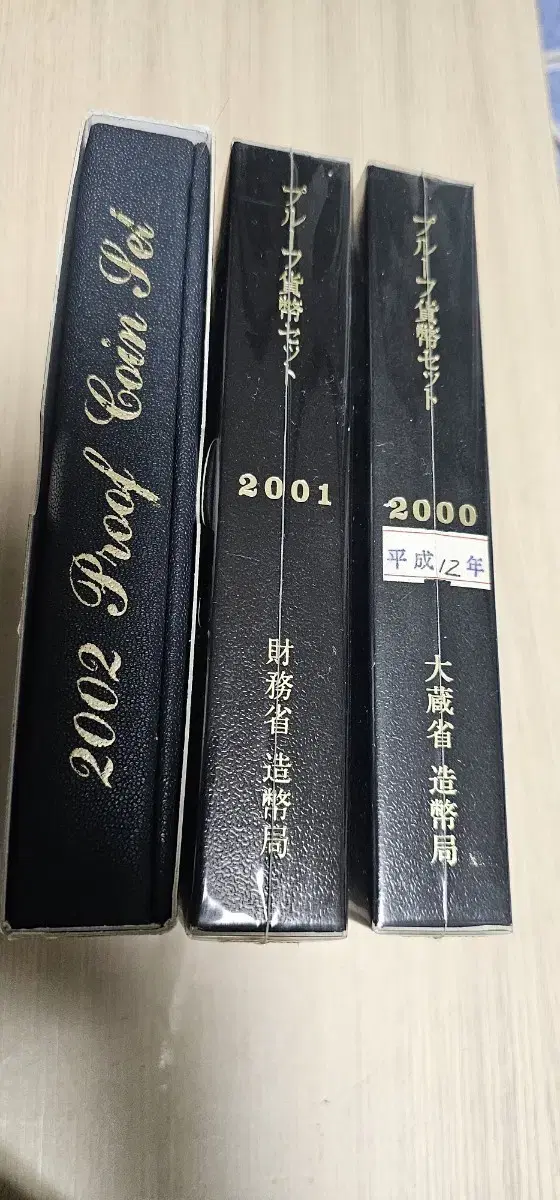 2002 Proof Coin Set
プルーフ貨幣セット
2001
財務省 造幣局
プルーフ貨幣セット
2000
平成12年
大蔵省 造幣局